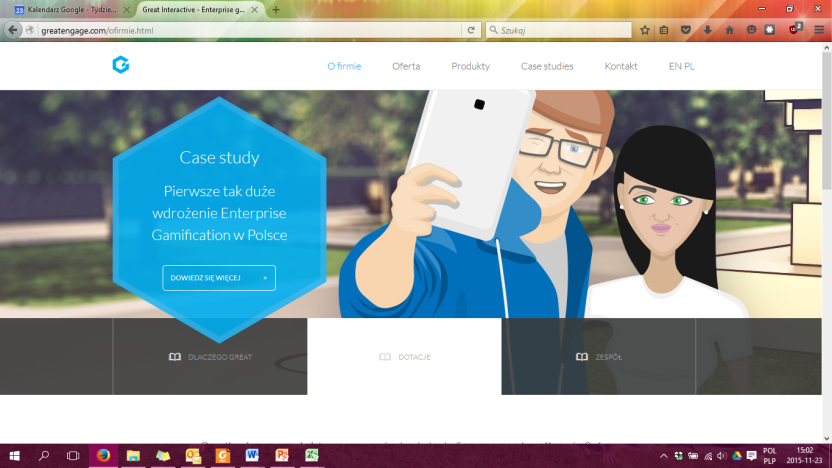 23 Kalendarz Google - Tydzie...
Great Interactive - Enterprise g...
greatengage.com/ofirmie.html
Szukaj
2
O firmie
Oferta
Produkty
Case studies
Kontakt
EN PL
Case study
Pierwsze tak duże
wdrożenie Enterprise
Gamification w Polsce
DOWIEDZ SIĘ WIĘCEJ >
DLACZEGO GREAT
DOTACJE
ZESPÓŁ
POL
PLP
15:02
2015-11-23